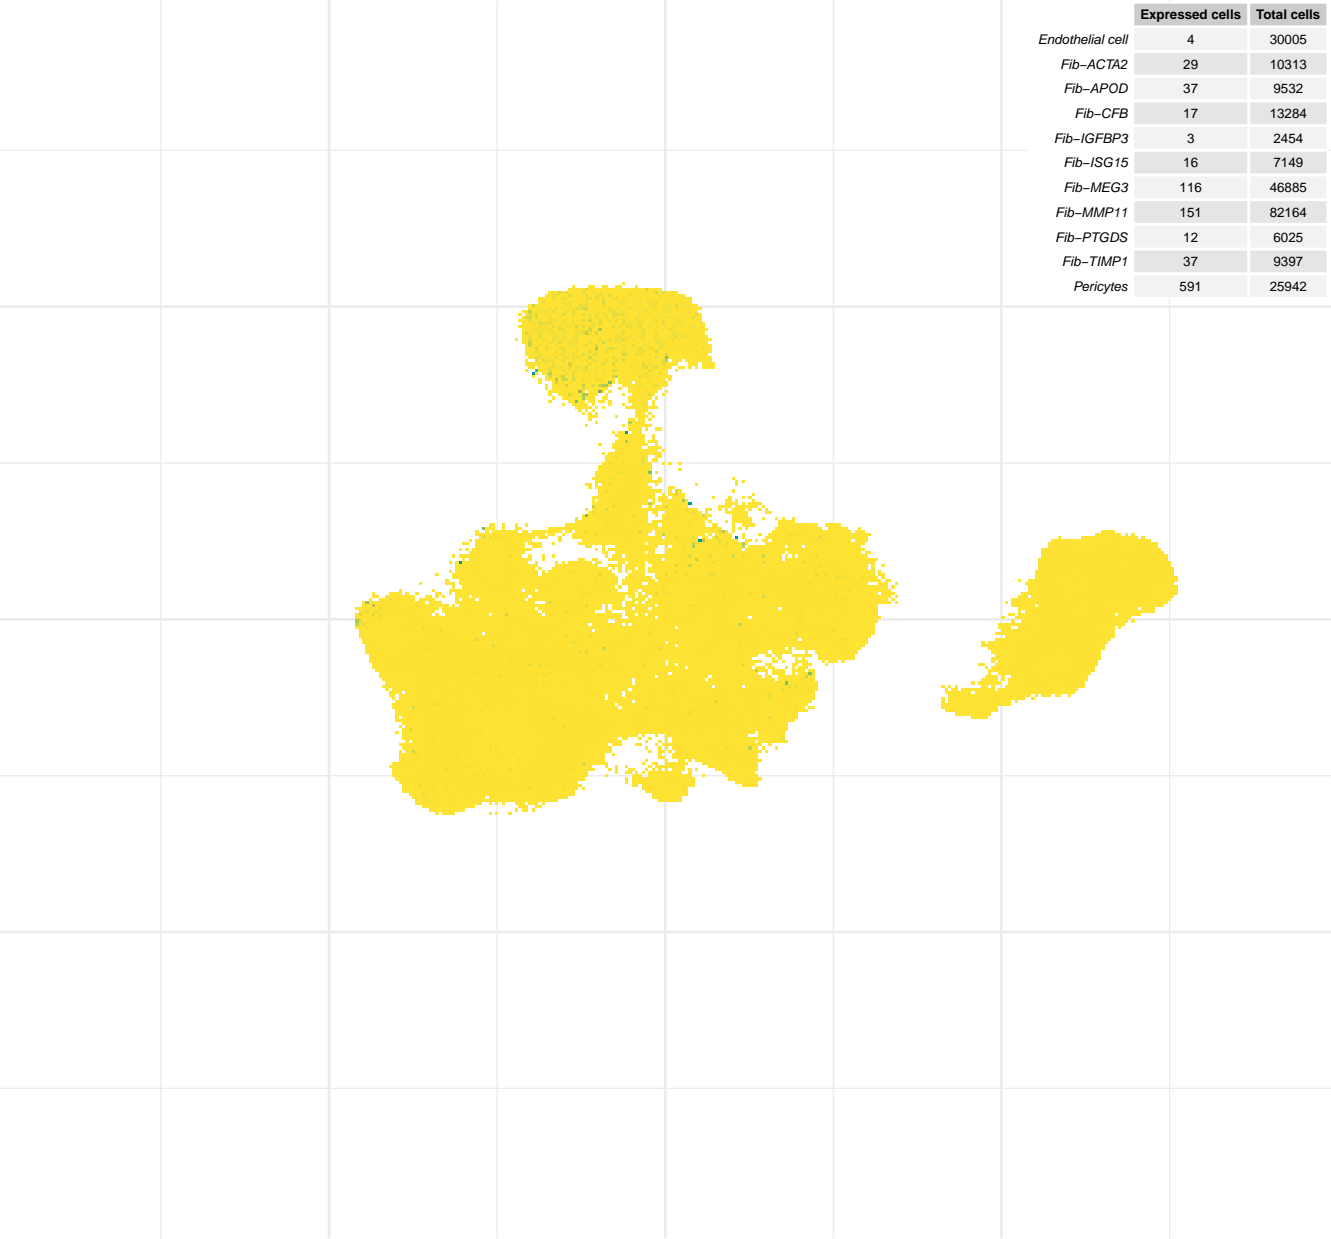 Expressed cells Total cells
Endothelial cell 4 30005
Fib−ACTA2 29 10313
Fib−APOD 37 9532
Fib−CFB 17 13284
Fib−IGFBP3 3 2454
Fib−ISG15 16 7149
Fib−MEG3 116 46885
Fib−MMP11 151 82164
Fib−PTGDS 12 6025
Fib−TIMP1 37 9397
Pericytes 591 25942